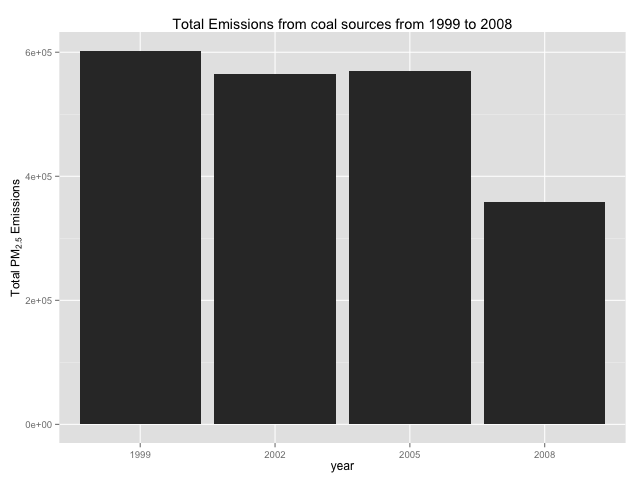 Total Emissions from coal sources from 1999 to 2008
6e+05
4e+05
2e+05
0e+00
Total PM2.5 Emissions
1999 2002 2005 2008
year